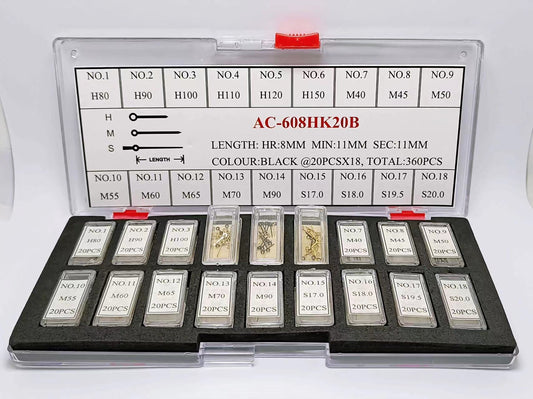 NO.1 NO.2 NO.3 NO.4 NO.5 NO.6 NO.7 NO.8 NO.9
H80 H90 H100 H110 H120 H150 M40 M45 M50
H
M
S
LENGTH
AC-608HK20B
LENGTH: HR:8MM MIN:11MM SEC:11MM
COLOUR:BLACK @20PCSX18, TOTAL:360PCS
NO.10 NO.11 NO.12 NO.13 NO.14 NO.15 NO.16 NO.17 NO.18
M55 M60 M65 M70 M90 S17.0 S18.0 S19.5 S20.0
NO.1 NO.2 NO.3 NO.7 NO.8 NO.9
H80 H90 H100 M40 M45 M50
20PCS 20PCS 20PCS 20PCS 20PCS 20PCS
NO.10 NO.11 NO.12 NO.13 NO.14 NO.15 NO.16 NO.17 NO.18
M55 M60 M65 M70 M90 S17.0 S18.0 S19.5 S20.0
20PCS 20PCS 20PCS 20PCS 20PCS 20PCS 20PCS 20PCS 20PCS